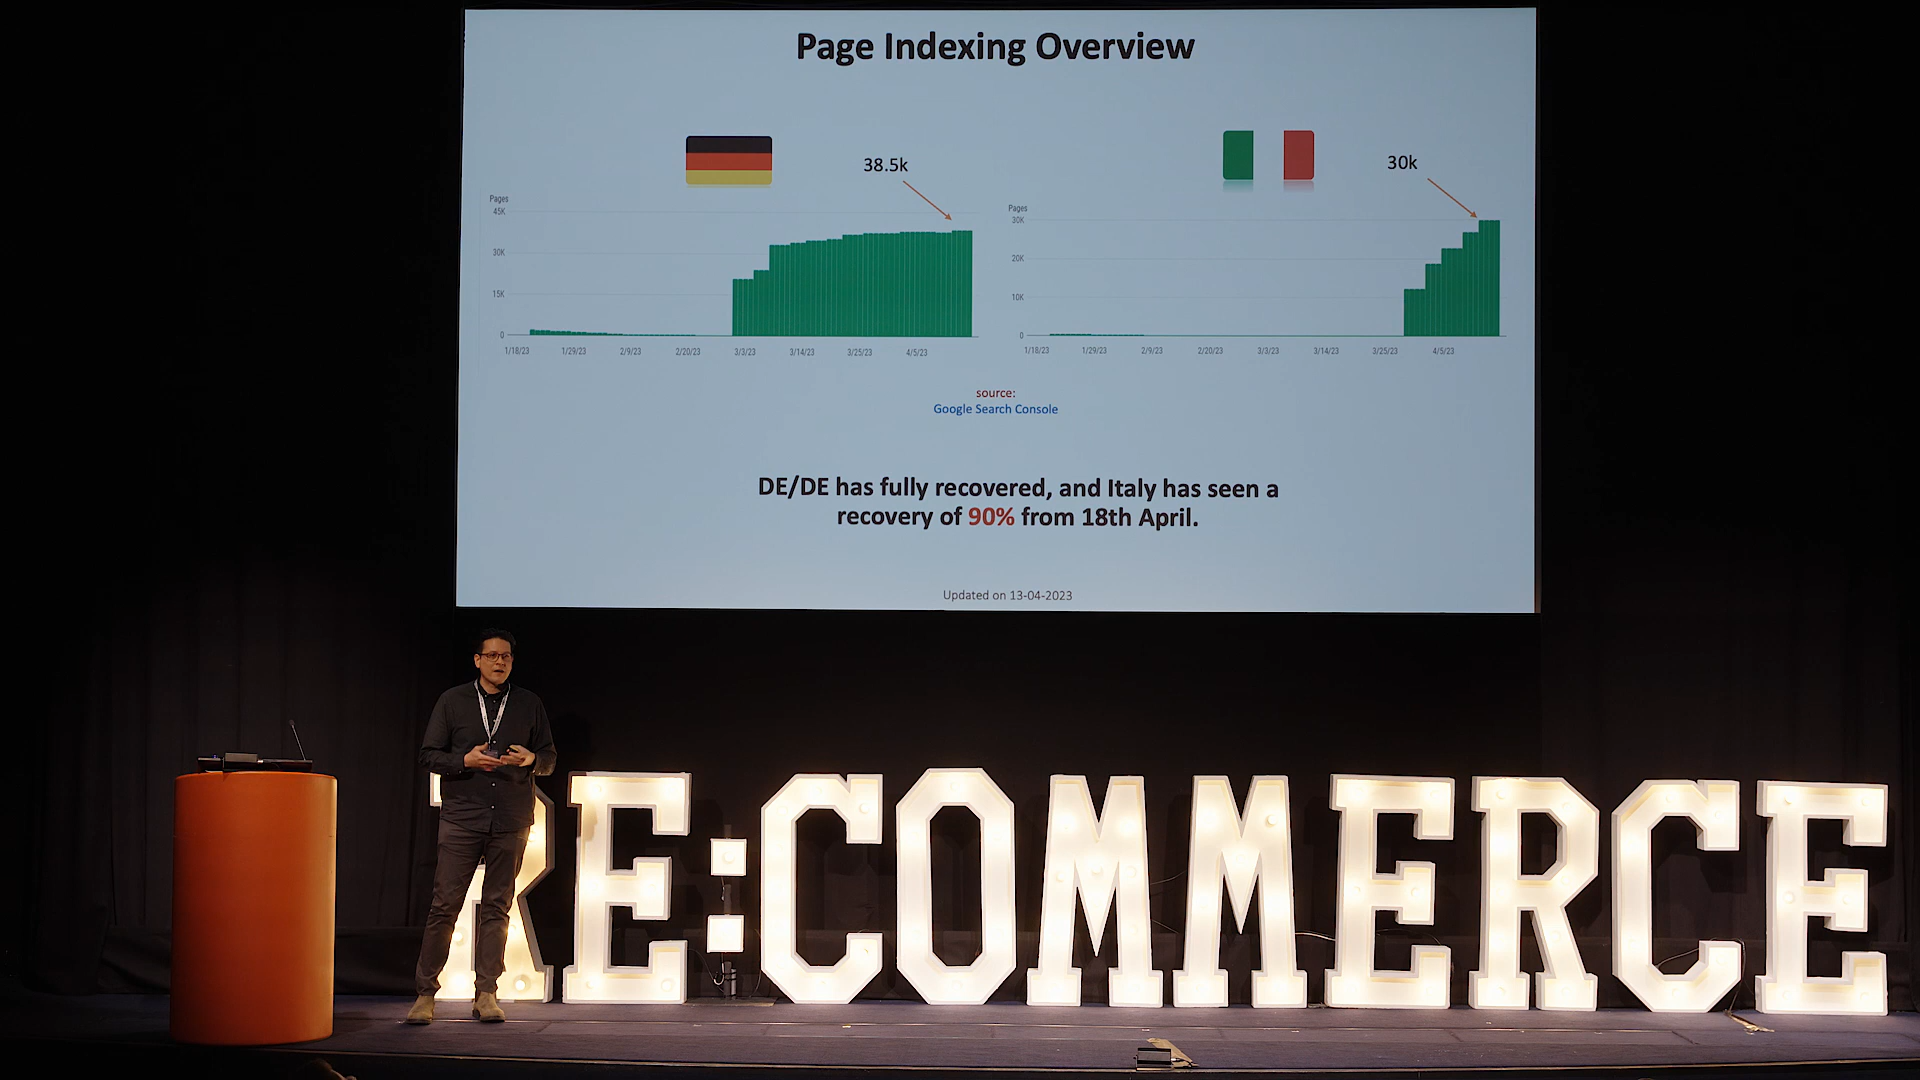 Page Indexing Overview
38.5k
30k
Pages
45K
30K
15K
0
1/18/23 1/29/23 2/9/23 2/20/23 3/3/23 3/14/23 3/25/23 4/5/23
Pages
30K
20K
10K
0
1/18/23 1/29/23 2/9/23 2/20/23 3/3/23 3/14/23 3/25/23 4/5/23
source:
Google Search Console
DE/DE has fully recovered, and Italy has seen a
recovery of 90% from 18th April.
Updated on 13-04-2023
RE:COMMERCE